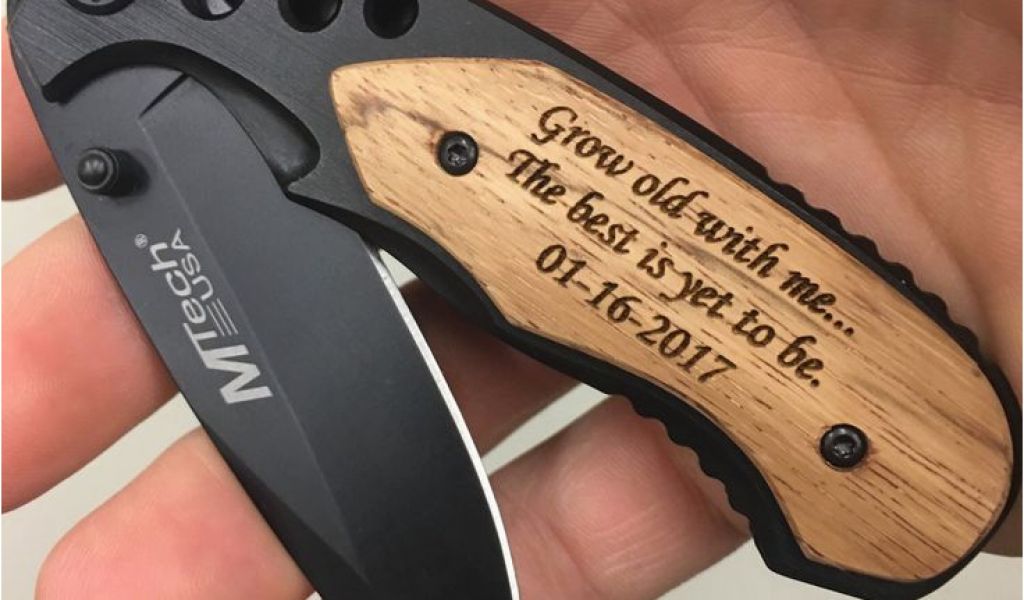 MTech®
USA
Grow old with me...
The best is yet to be.
01-16-2017